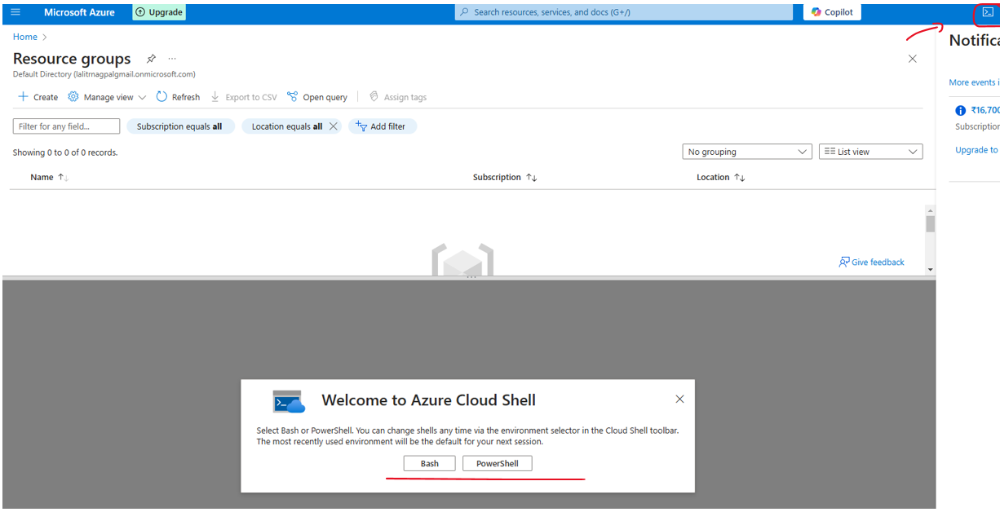 Microsoft Azure
Upgrade
Search resources, services, and docs (G+/)
Copilot
Home
Notifica
Resource groups
Default Directory (lalitrnagpalgmail.onmicrosoft.com)
More events i
Create
Manage view
Refresh
Export to CSV
Open query
Assign tags
₹16,700
Subscription
Filter for any field...
Subscription equals all
Location equals all
Add filter
Upgrade to
Showing 0 to 0 of 0 records.
No grouping
List view
Name
Subscription
Location
Give feedback
Welcome to Azure Cloud Shell
Select Bash or PowerShell. You can change shells any time via the environment selector in the Cloud Shell toolbar.
The most recently used environment will be the default for your next session.
Bash
PowerShell